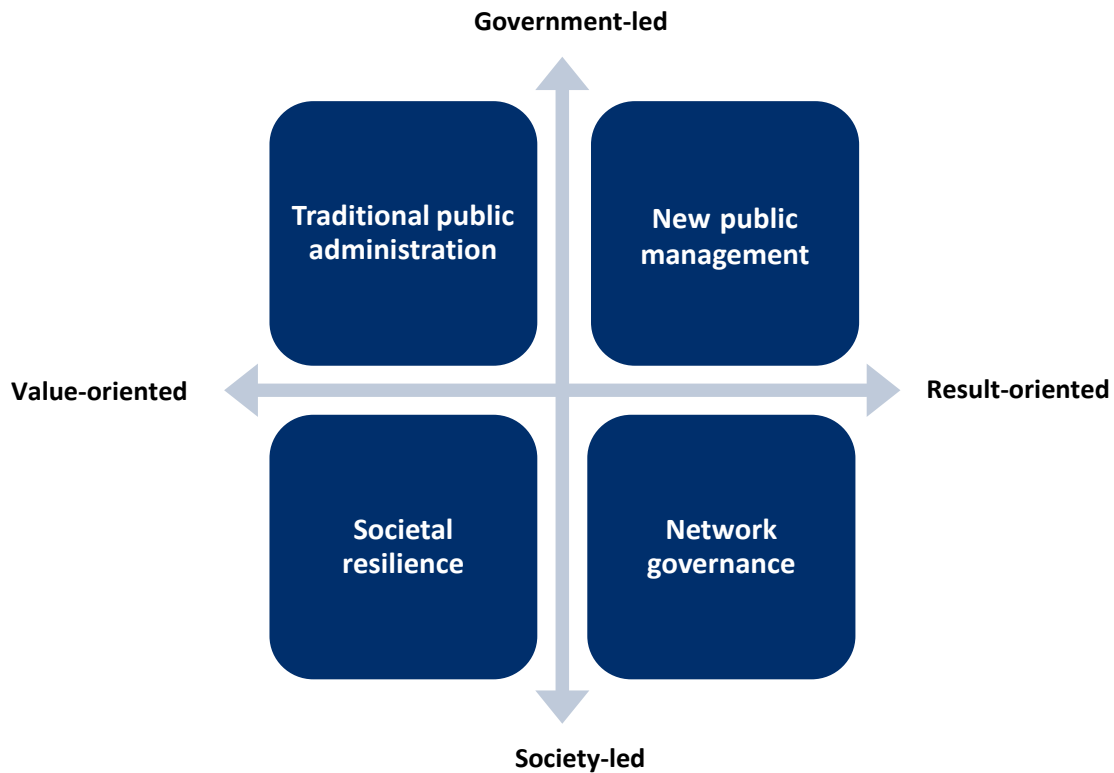 Government-led
Traditional public
administration
New public
management
Value-oriented
Result-oriented
Societal
resilience
Network
governance
Society-led